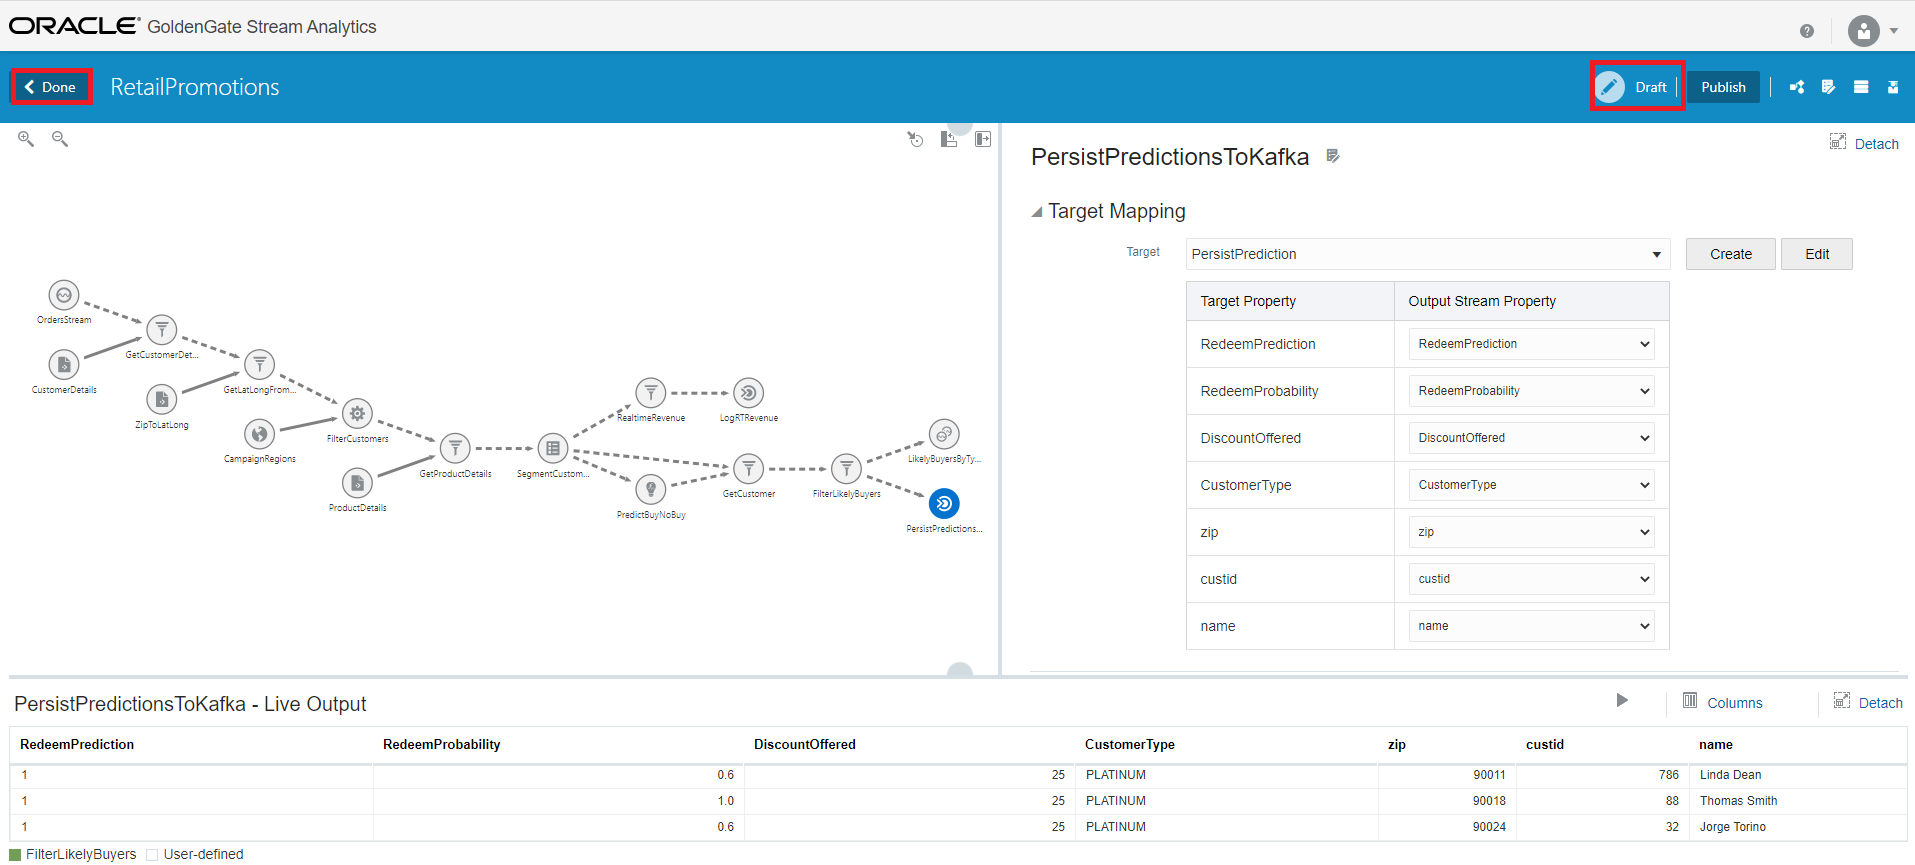 ORACLE GoldenGate Stream Analytics
Done RetailPromotions Draft Publish
PersistPredictionsToKafka
Detach
Target Mapping
Target PersistPrediction Create Edit
Target Property Output Stream Property
RedeemPrediction RedeemPrediction
RedeemProbability RedeemProbability
DiscountOffered DiscountOffered
CustomerType CustomerType
zip zip
custid custid
name name
OrdersStream
GetCustomerDet...
CustomerDetails
GetLatLongFrom...
ZipToLatLong
FilterCustomers
CampaignRegions
GetProductDetails
ProductDetails
SegmentCustom...
RealtimeRevenue
LogRTRevenue
PredictBuyNoBuy
GetCustomer
FilterLikelyBuyers
LikelyBuyersByTy...
PersistPredictions...
PersistPredictionsToKafka - Live Output Columns Detach
RedeemPrediction RedeemProbability DiscountOffered CustomerType zip custid name
1 0.6 25 PLATINUM 90011 786 Linda Dean
1 1.0 25 PLATINUM 90018 88 Thomas Smith
1 0.6 25 PLATINUM 90024 32 Jorge Torino
FilterLikelyBuyers User-defined